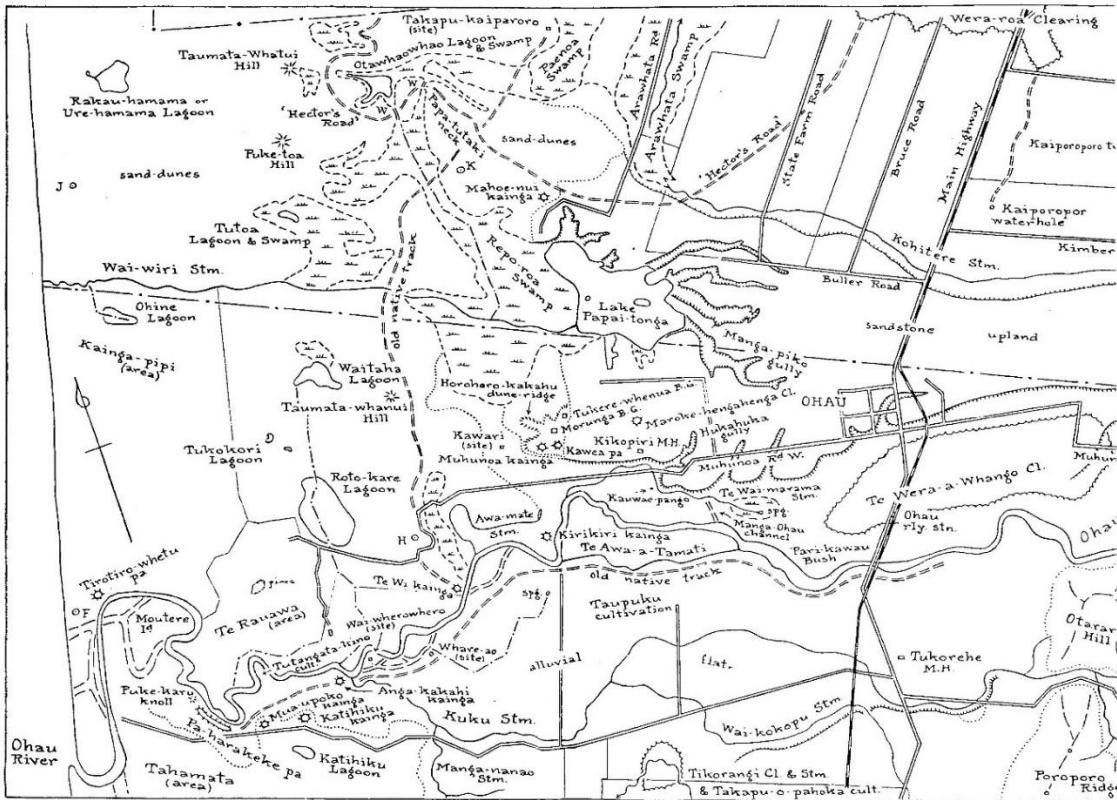 Takapu-kaiparoro
(site)
Wera-roa Clearing
Otawhaowhao Lagoon
& Swamp
Taumata-Whatui
Hill
Paenoa
Swamp
Arawhata Rd
Arawhata Swamp
Rakau-hamama or
Ure-hamama Lagoon
'Hector's
Road'
W
W
Papa-tutaki
neck
'Hector's Road'
State Farm Road
Bruce Road
Main Highway
Kaiporoporo
sand-dunes
Puke-toa
Hill
sand-dunes
K
Mahoe-nui
kainga
J
Kaiporopor
water-hole
Tutoa
Lagoon & Swamp
old native track
Repo-roa
Swamp
Kohitere Stm.
Kimber
Wai-wiri Stm.
Buller Road
Ohine
Lagoon
Lake
Papai-tonga
sandstone
upland
Kainga-pipi
(area)
Manga-piko
gully
Waitaha
Lagoon
Horohoro-kakahu
dune-ridge
Tukere-whenua B.G.
OHAU
Taumata-whanui
Hill
Morunga B.G.
Maroke-hengahenga Cl.
Kawari
(site)
Hukahuka
gully
Kikopiri M.H.
Tukokori
Lagoon
Muhunoa kainga
Kawea pa
Muhunoa Rd W.
Muhun
Roto-kare
Lagoon
Te Wera-a-Whango Cl.
Kauwae-pango
Te Wai-marama
Stm.
spg.
Awa-mate
Stm.
Manga-Ohau
channel
Ohau
rly. stn.
H
Kirikiri kainga
Oha
Te Awa-a-Tamati
Pari-kawau
Bush
Tirotiro-whetu
pa
Te Wi kainga
old native track
pines
spg.
Taupuku
cultivation
F
Moutere
Id.
Te Rauawa
(area)
Wai-wherowhero
(site)
Otarar
Hill
Tutangata-kino
cult.
Whare-ao
(site)
alluvial
flat.
Tukorehe
M.H.
Puke-karu
knoll
Mua-upoko
kainga
Anga-kakahi
kainga
Katihiku
kainga
Kuku Stm.
Wai-kokopu Stm
Pa-harakeke pa
Ohau
River
Tahamata
(area)
Katihiku
Lagoon
Manga-nanao
Stm.
Tikorangi Cl. & Stm
& Takapu-o-pahoka cult.
Poroporo
Ridge